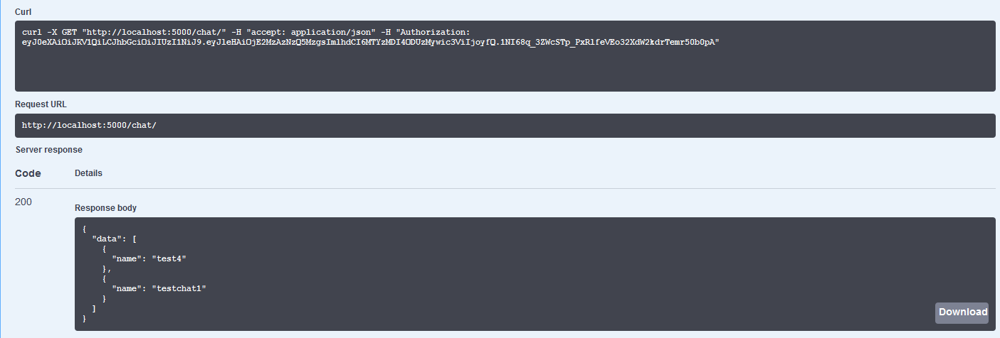 Curl
curl -X GET "http://localhost:5000/chat/" -H "accept: application/json" -H "Authorization:
eyJ0eXAiOiJKV1QiLCJhbGciOiJIUzI1NiJ9.eyJleHAiOjE2MzAzNzQ5MzgsImlhdCI6MTYzMDI4ODUzMywic3ViIjoyfQ.1NI68q_3ZWcSTp_PxRlfeVEo32XdW2kdrTemr50b0pA"
Request URL
http://localhost:5000/chat/
Server response
Code Details
200
Response body
{
"data": [
{
"name": "test4"
},
{
"name": "testchat1"
}
]
}
Download